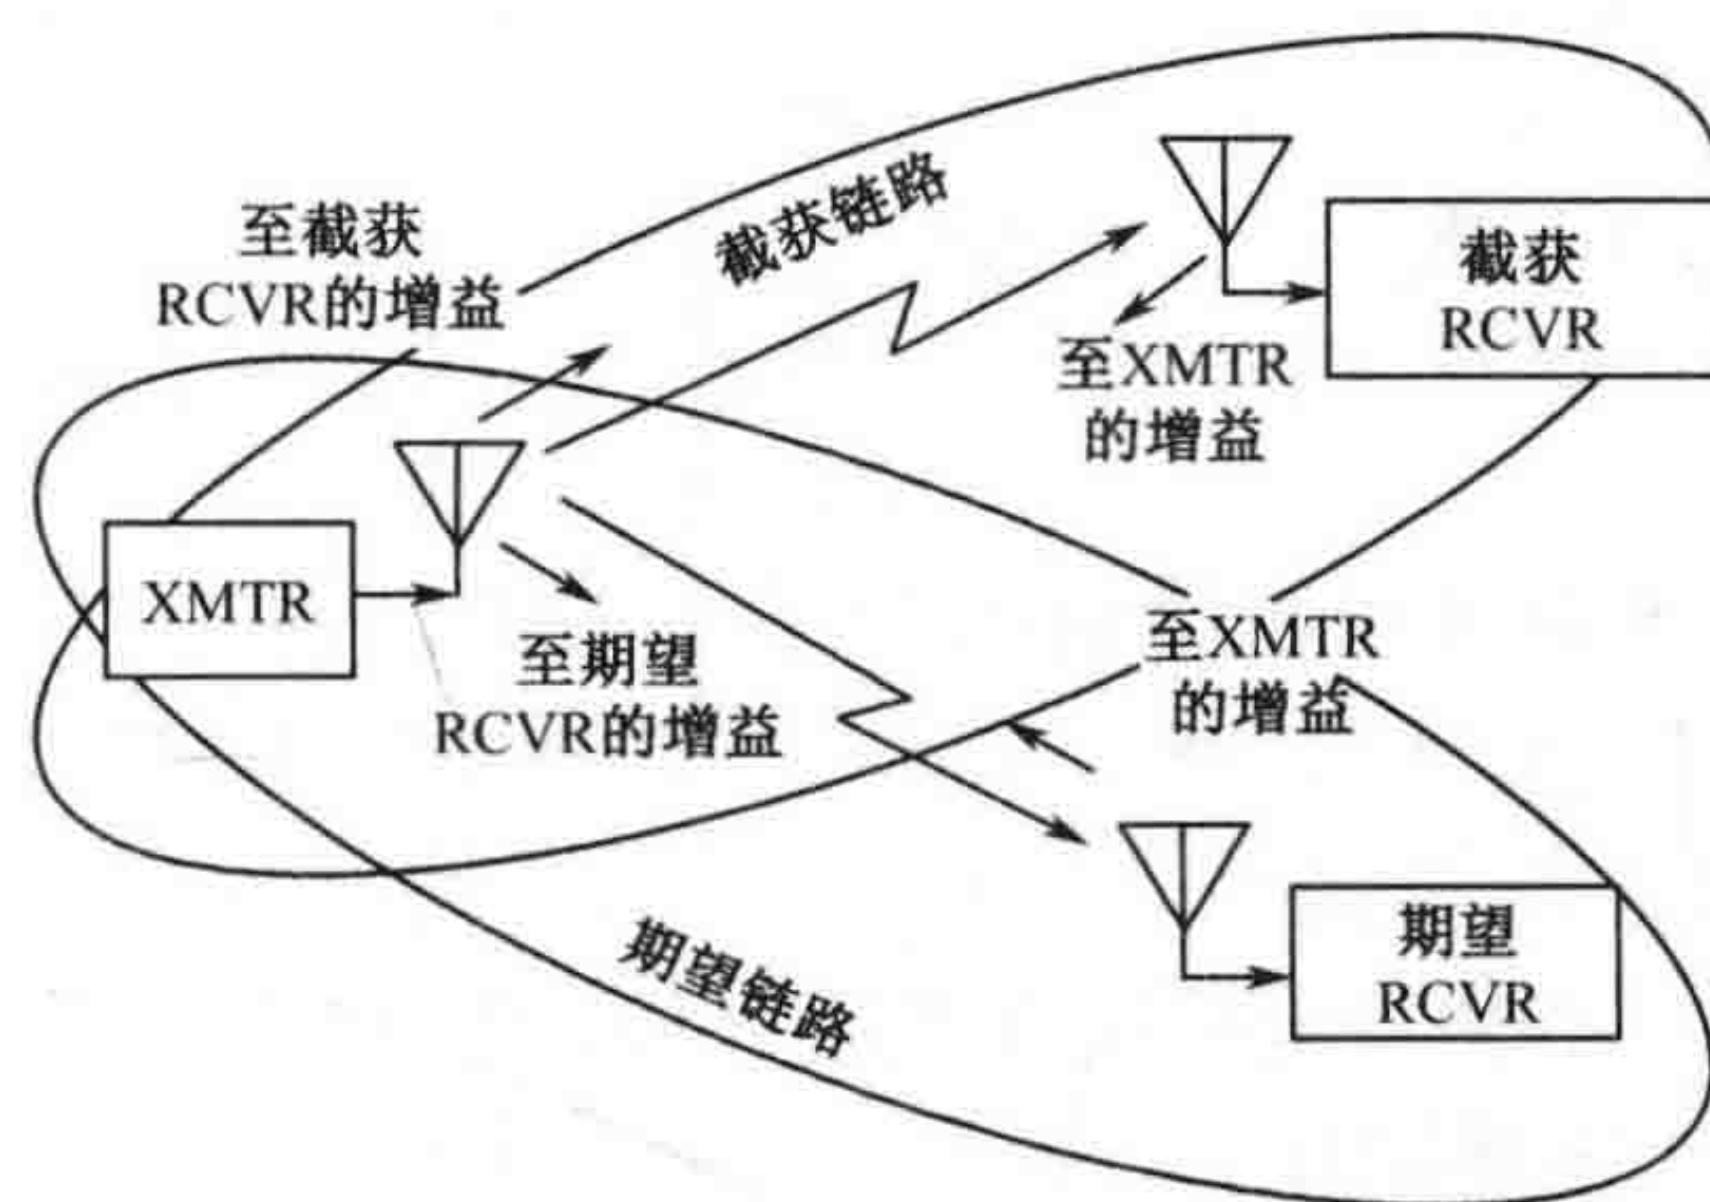 至截获
RCVR的增益
截获链路
截获
RCVR
至XMTR
的增益
XMTR
至期望
RCVR的增益
至XMTR
的增益
期望
RCVR
期望链路